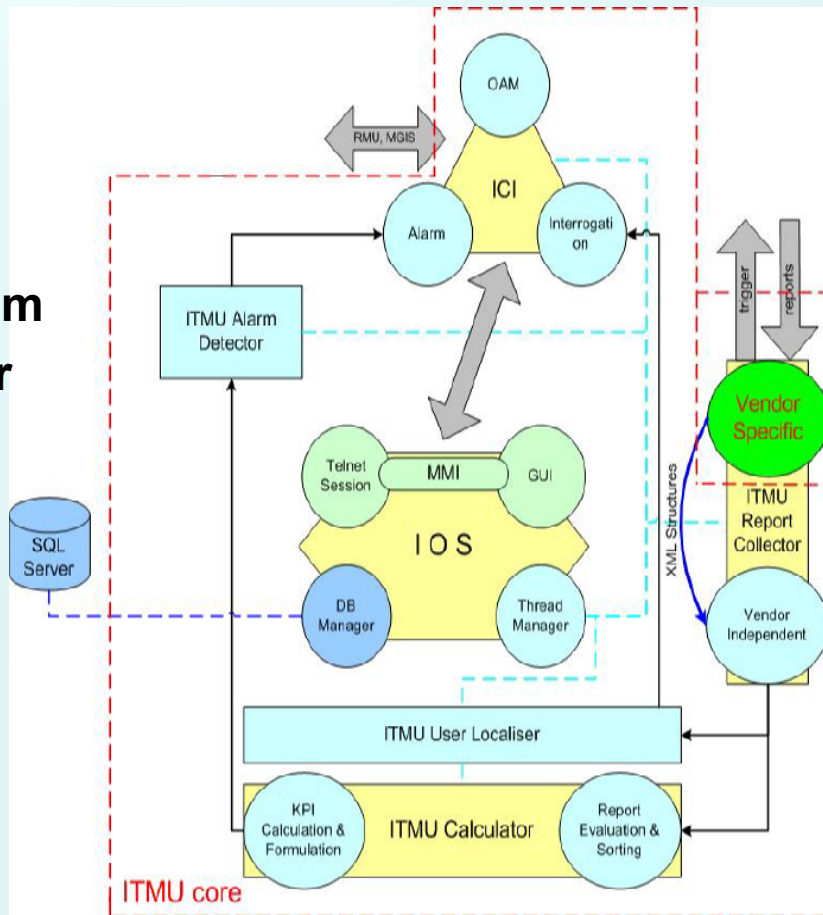 OAM
RMU, MGIS
ICI
Alarm
Interrogati
on
trigger
reports
m
ITMU Alarm
Detector
r
Vendor
Specific
Telnet
Session
MMI
GUI
ITMU
Report
Collector
XML Structures
SQL
Server
I O S
DB
Manager
Thread
Manager
Vendor
Independent
ITMU User Localiser
KPI
Calculation &
Formulation
ITMU Calculator
Report
Evaluation &
Sorting
ITMU core